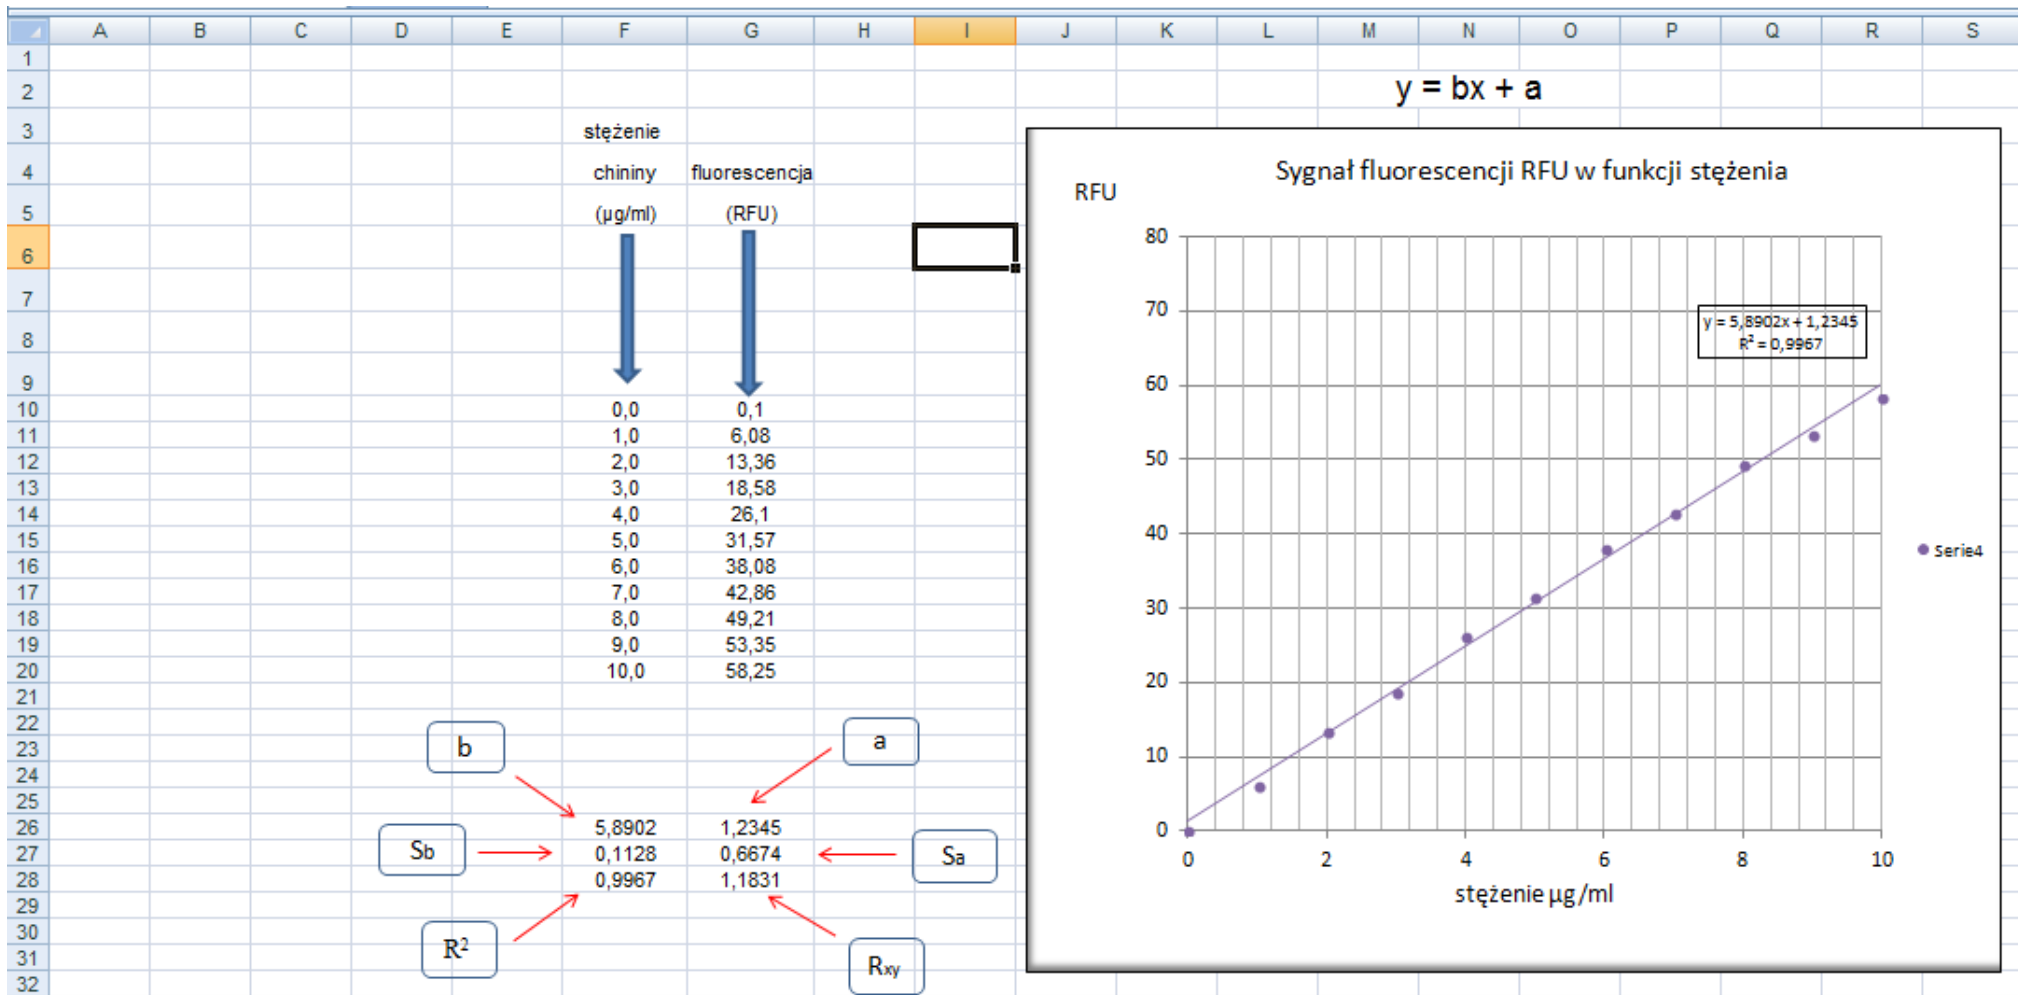 A B C D E F G H I J K L M N O P Q R S
1
2 y = bx + a
3 stężenie
4 chininy fluorescencja
5 (µg/ml) (RFU)
6
7
8
9
10 0,0 0,1
11 1,0 6,08
12 2,0 13,36
13 3,0 18,58
14 4,0 26,1
15 5,0 31,57
16 6,0 38,08
17 7,0 42,86
18 8,0 49,21
19 9,0 53,35
20 10,0 58,25
21
22
23 b a
24
25
26 5,8902 1,2345
27 Sb 0,1128 0,6674 Sa
28 0,9967 1,1831
29
30
31 R² Rxy
32
Sygnał fluorescencji RFU w funkcji stężenia
RFU
80
70
60
50
40
30
20
10
0
y = 5,8902x + 1,2345
R² = 0,9967
Serie4
0 2 4 6 8 10
stężenie µg/ml